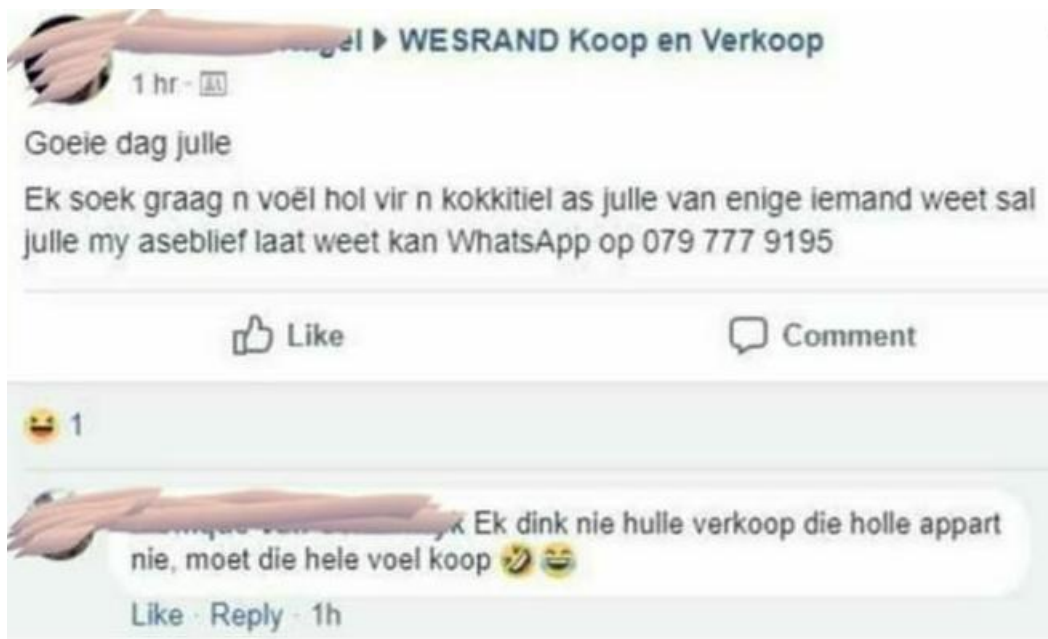 WESRAND Koop en Verkoop
1 hr
Goeie dag julle
Ek soek graag n voël hol vir n kokkitiel as julle van enige iemand weet sal
julle my aseblief laat weet kan WhatsApp op 079 777 9195
Like Comment
1
Ek dink nie hulle verkoop die holle appart
nie, moet die hele voel koop 🤣😂
Like · Reply · 1h